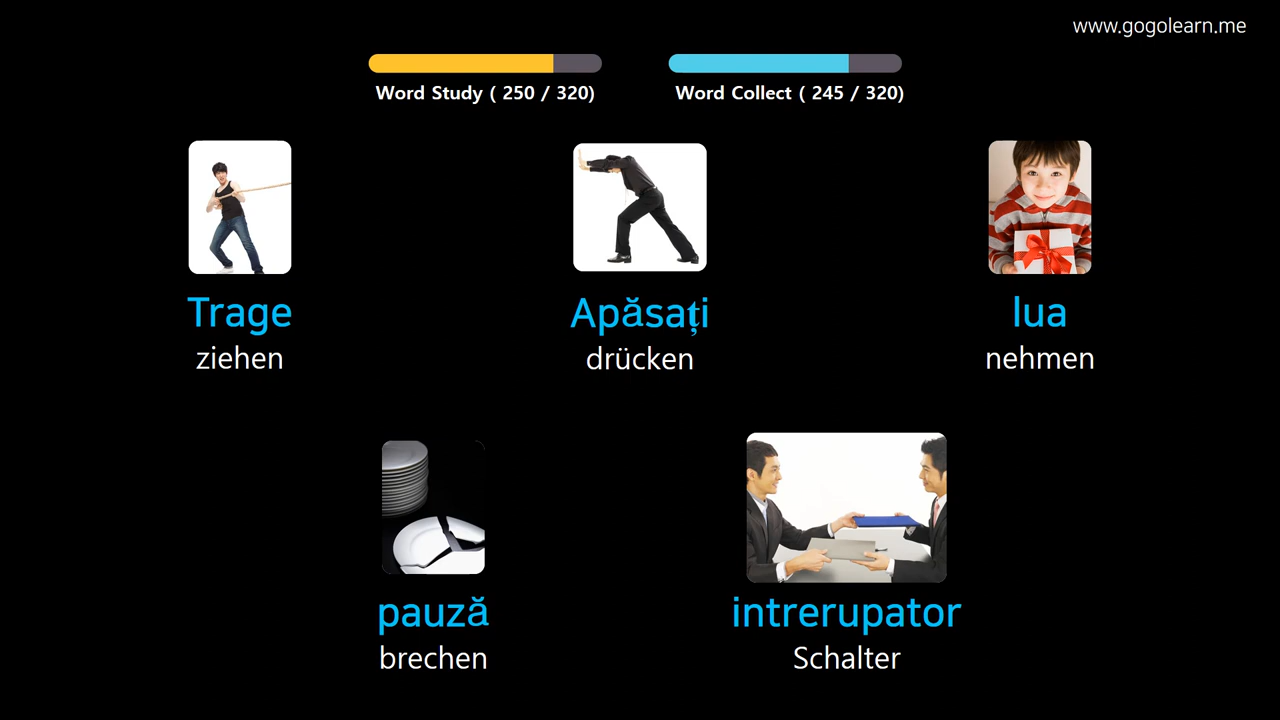 www.gogolearn.me
Word Study ( 250 / 320)
Word Collect ( 245 / 320)
Trage
ziehen
Apăsați
drücken
lua
nehmen
pauză
brechen
intrerupator
Schalter